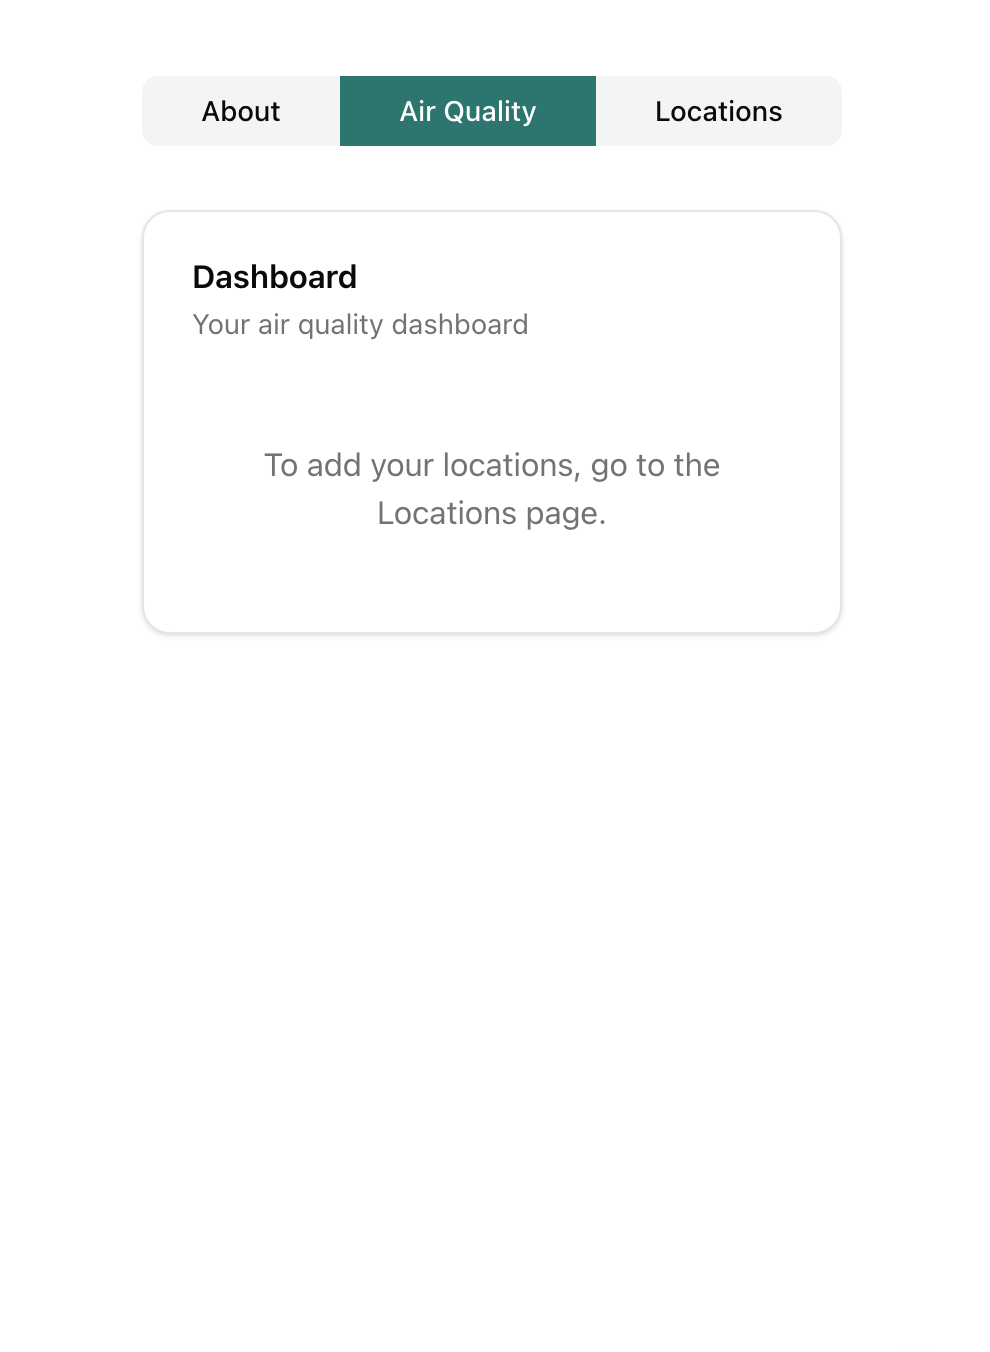 About
Air Quality
Locations
Dashboard
Your air quality dashboard
To add your locations, go to the
Locations page.